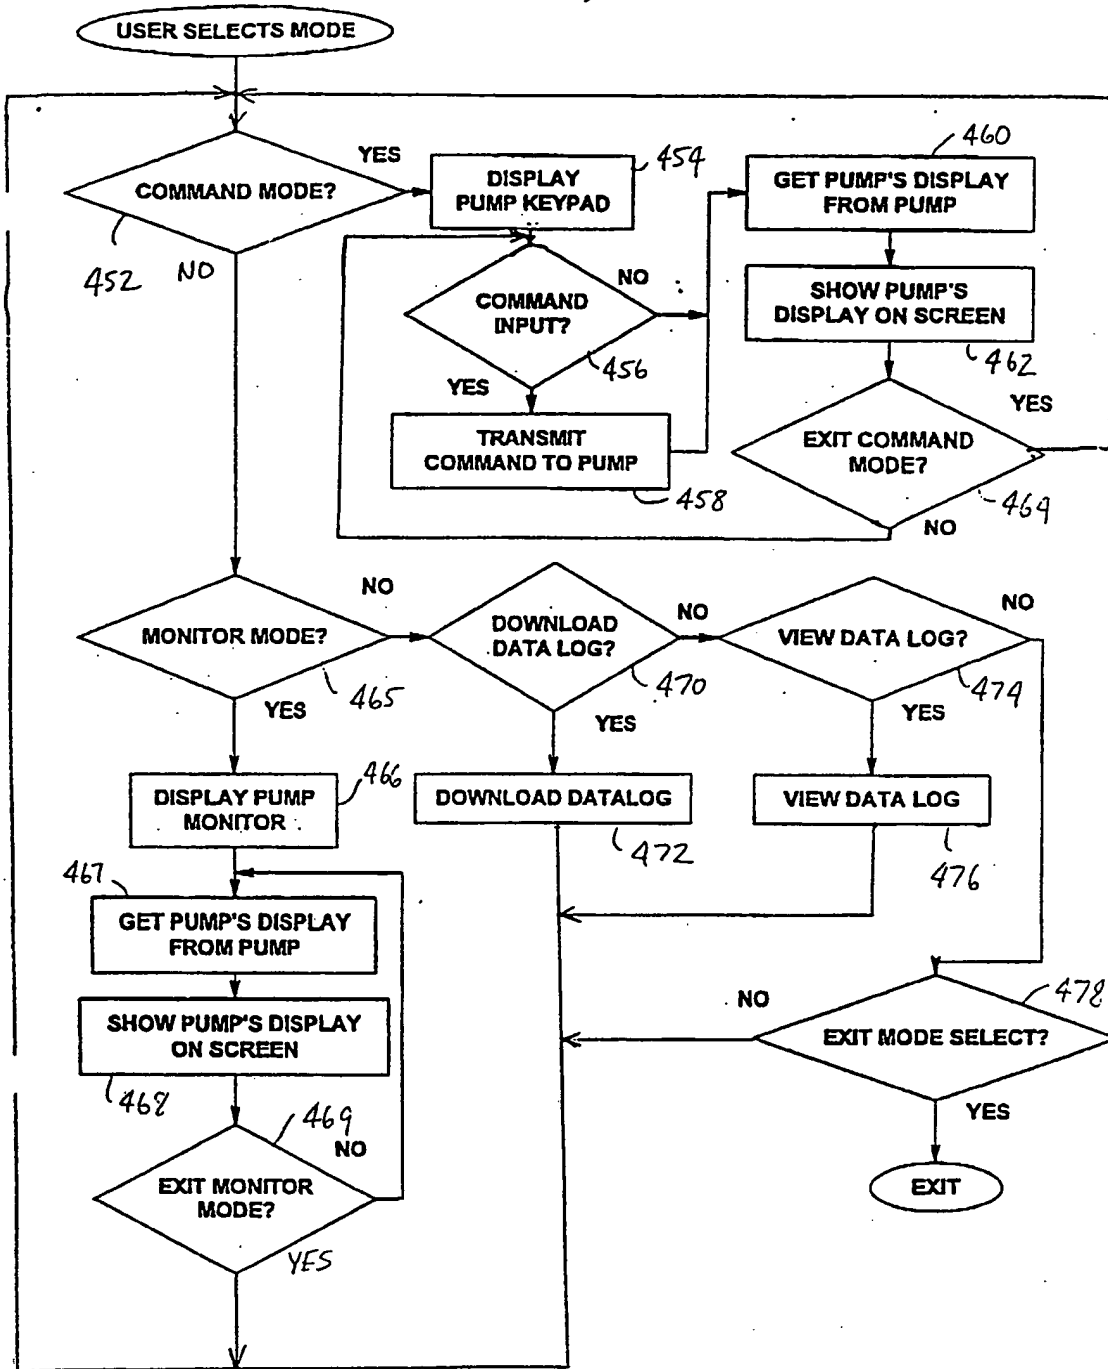 USER SELECTS MODE
COMMAND MODE?
YES
452
NO
DISPLAY
PUMP KEYPAD
454
COMMAND
INPUT?
NO
456
YES
TRANSMIT
COMMAND TO PUMP
458
460
GET PUMP'S DISPLAY
FROM PUMP
SHOW PUMP'S
DISPLAY ON SCREEN
462
EXIT COMMAND
MODE?
YES
464
NO
MONITOR MODE?
NO
465
YES
DOWNLOAD
DATA LOG?
NO
470
YES
VIEW DATA LOG?
NO
474
YES
DISPLAY PUMP
MONITOR
466
DOWNLOAD DATALOG
472
VIEW DATA LOG
476
467
GET PUMP'S DISPLAY
FROM PUMP
SHOW PUMP'S DISPLAY
ON SCREEN
468
469
EXIT MONITOR
MODE?
NO
YES
EXIT MODE SELECT?
NO
478
YES
EXIT